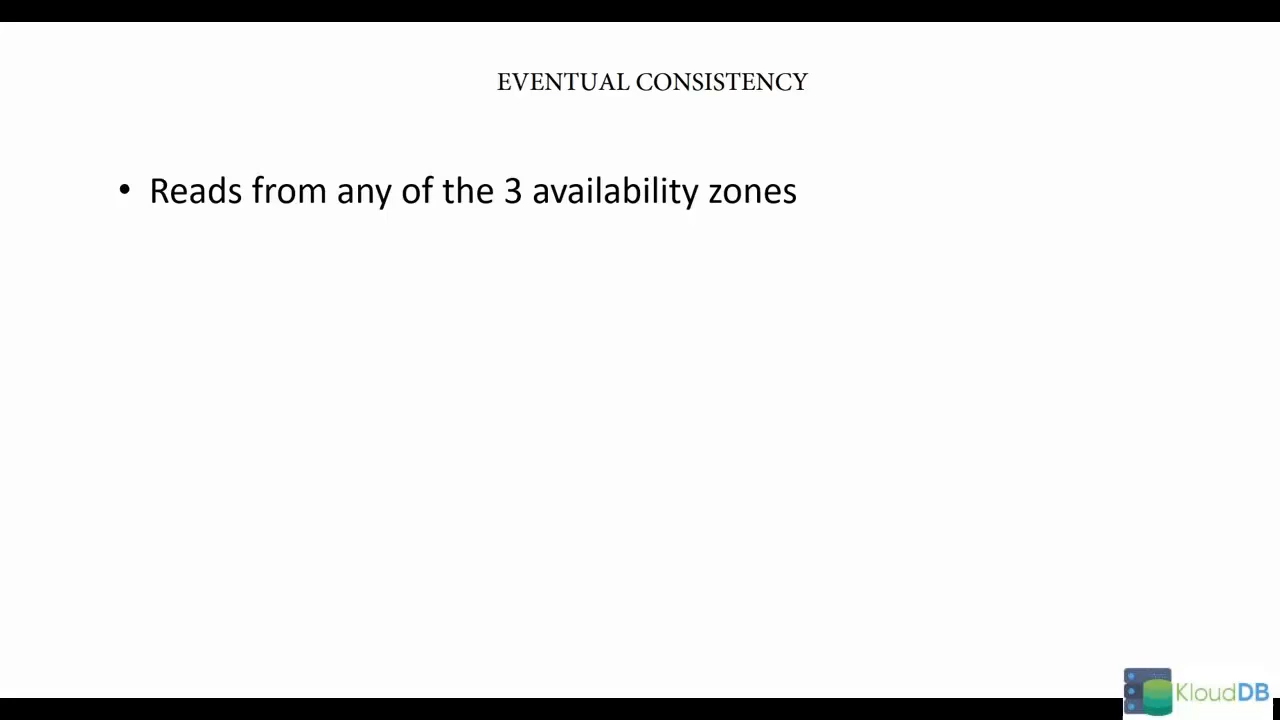 EVENTUAL CONSISTENCY
• Reads from any of the 3 availability zones
KloudDB